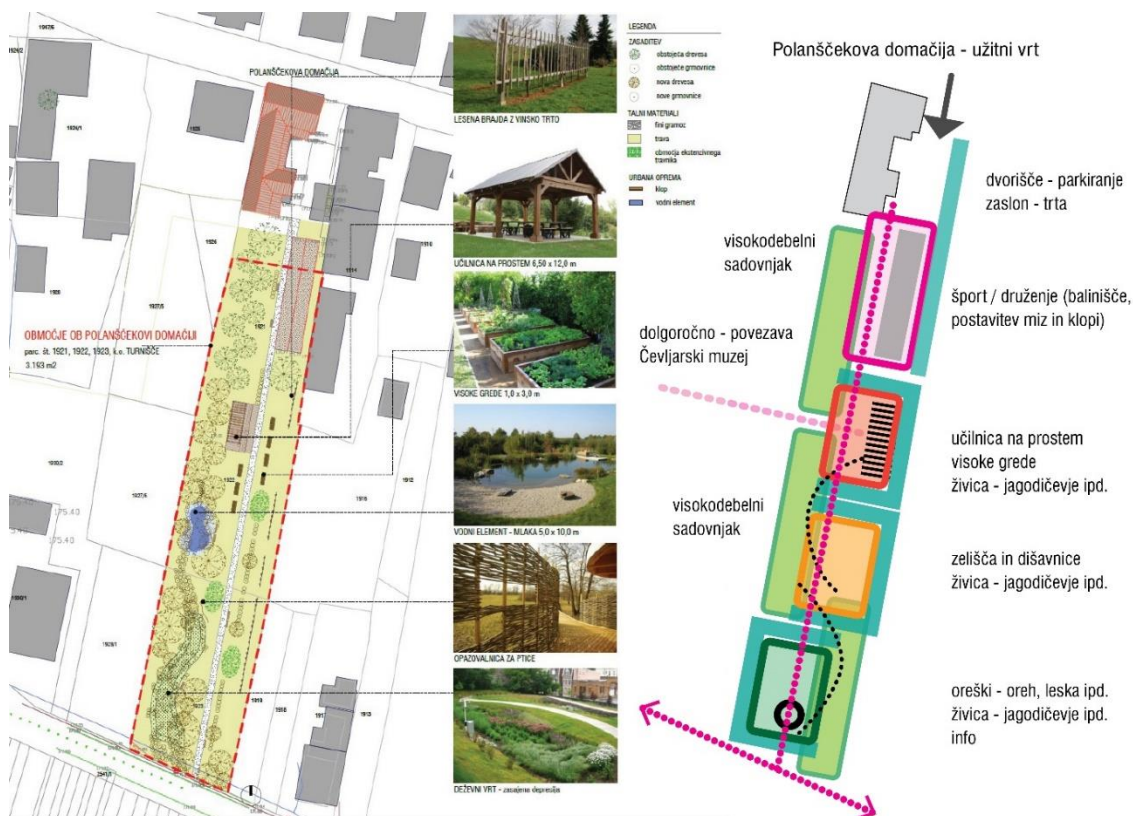 POLANŠČEKOVA DOMAČIJA
OBMOČJE OB POLANŠČEKOVI DOMAČIJI
parc. št. 1921, 1922, 1923, k.o. TURNIŠČE
3.193 m2
1926
1921
1922
1912
175.40
LESENA BRAJDA Z VINSKO TRTO
UČILNICA NA PROSTEM 6,50 x 12,0 m
VISOKE GREDE 1,0 x 3,0 m
VODNI ELEMENT - MLAKA 5,0 x 10,0 m
OPAZOVALNICA ZA PTICE
DEŽEVNI VRT - zasajena depresija
LEGENDA
ZASADITEV
obstoječa drevesa
obstoječe grmovnice
nova drevesa
nove grmovnice
TALNI MATERIALI
fini gramoz
trava
območja ekstenzivnega
travnika
URBANA OPREMA
klop
vodni element
Polanščekova domačija - užitni vrt
dvorišče - parkiranje
zaslon - trta
visokodebelni
sadovnjak
šport / druženje (balinišče,
postavitev miz in klopi)
dolgoročno - povezava
Čevljarski muzej
učilnica na prostem
visoke grede
živica - jagodičevje ipd.
visokodebelni
sadovnjak
zelišča in dišavnice
živica - jagodičevje ipd.
oreški - oreh, leska ipd.
živica - jagodičevje ipd.
info